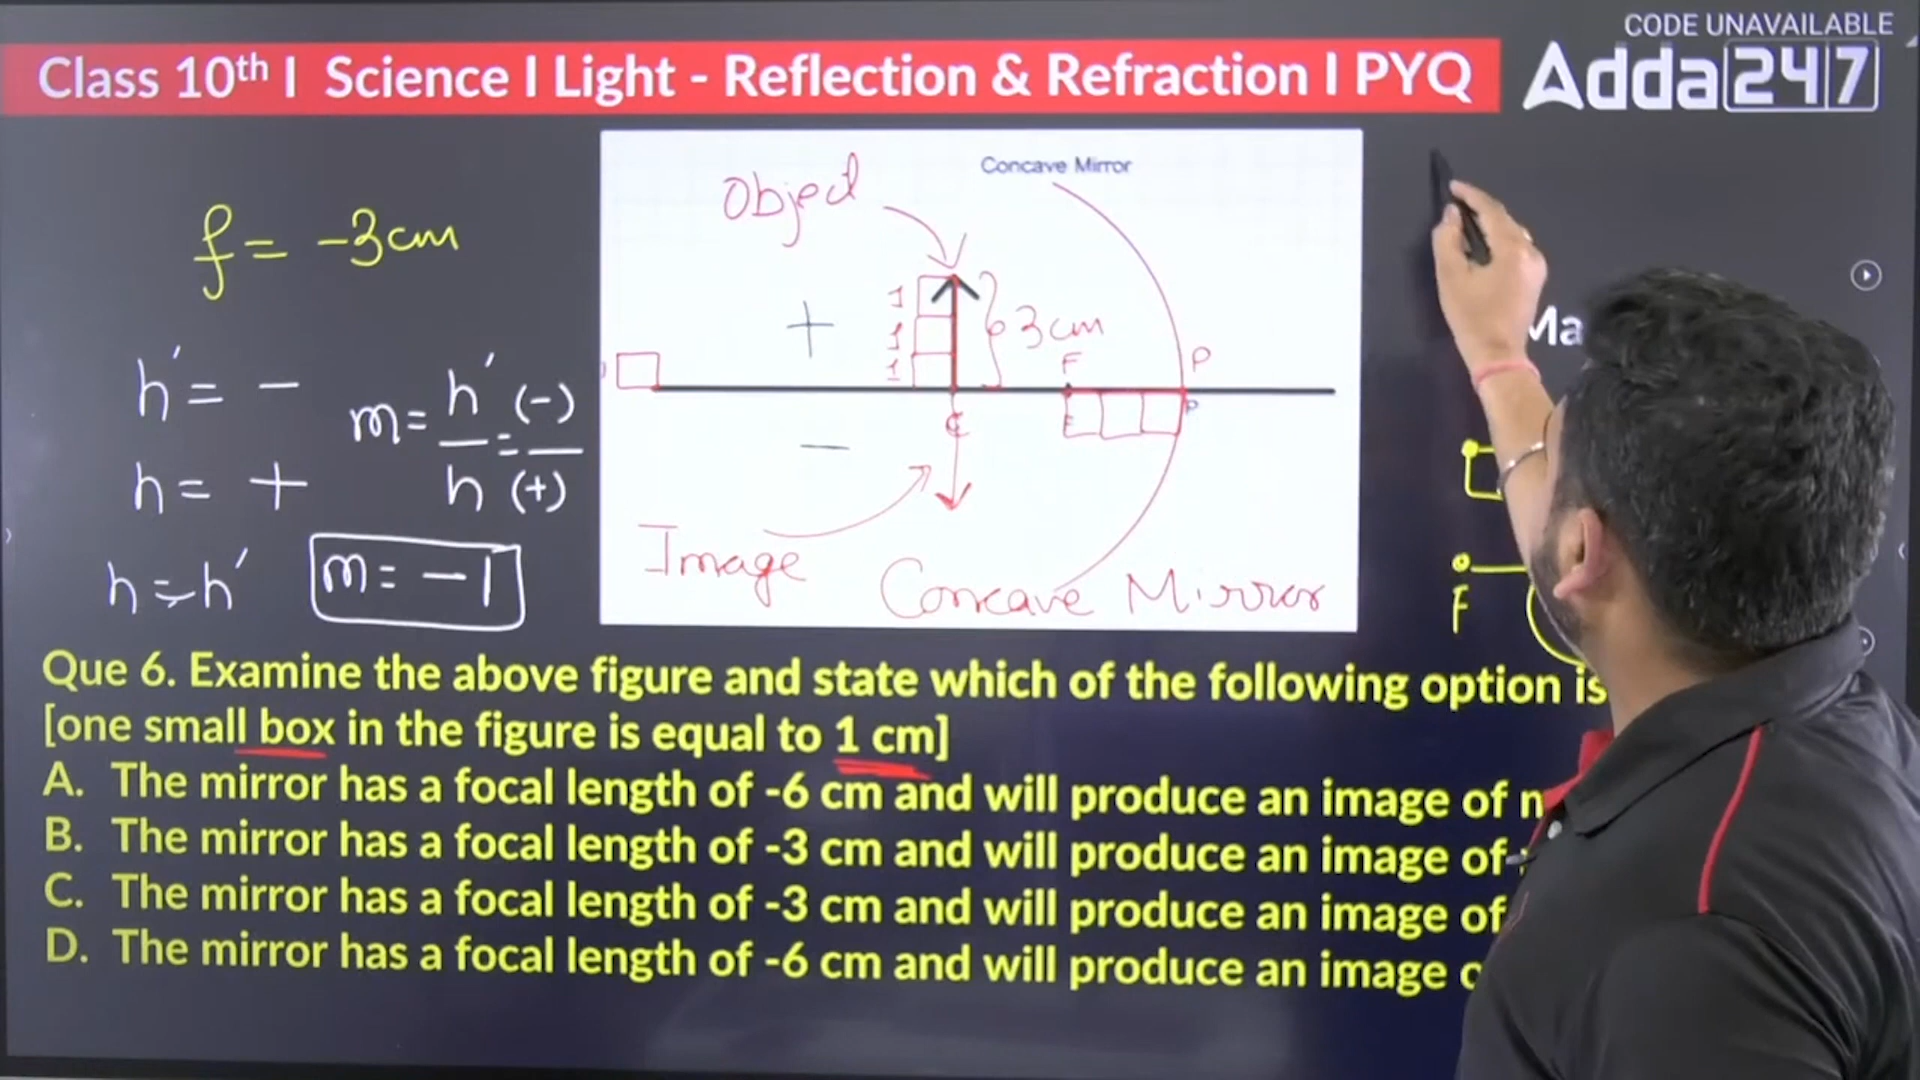 CODE UNAVAILABLE
Class 10th I Science I Light - Reflection & Refraction I PYQ
Adda247
Concave Mirror
Object
f = -3cm
+
1
1
1
3cm
F
P
h' = -
m = h'/h = (-)/(+)
C
E
P
h = +
-
Image
Concave Mirror
h = h'
m = -1
Ma
F
Que 6. Examine the above figure and state which of the following option is
[one small box in the figure is equal to 1 cm]
A. The mirror has a focal length of -6 cm and will produce an image of
B. The mirror has a focal length of -3 cm and will produce an image of
C. The mirror has a focal length of -3 cm and will produce an image of
D. The mirror has a focal length of -6 cm and will produce an image